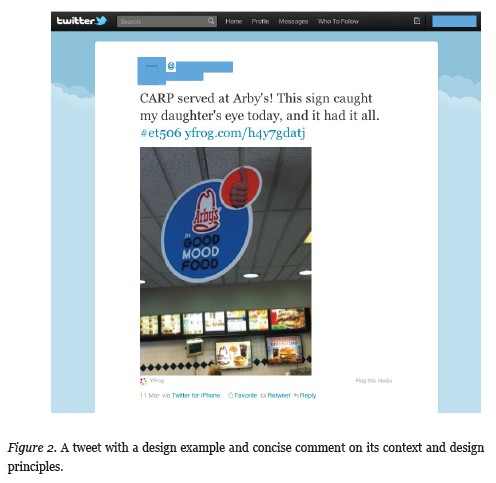 twitter
Search
Home Profile Messages Who To Follow
@
CARP served at Arby's! This sign caught
my daughter's eye today, and it had it all.
#et506 yfrog.com/h4y7gdatj
Arby's
GOOD
MOOD
FOOD
YFrog Flag this media
11 Mar via Twitter for iPhone Favorite Retweet Reply
Figure 2. A tweet with a design example and concise comment on its context and design
principles.